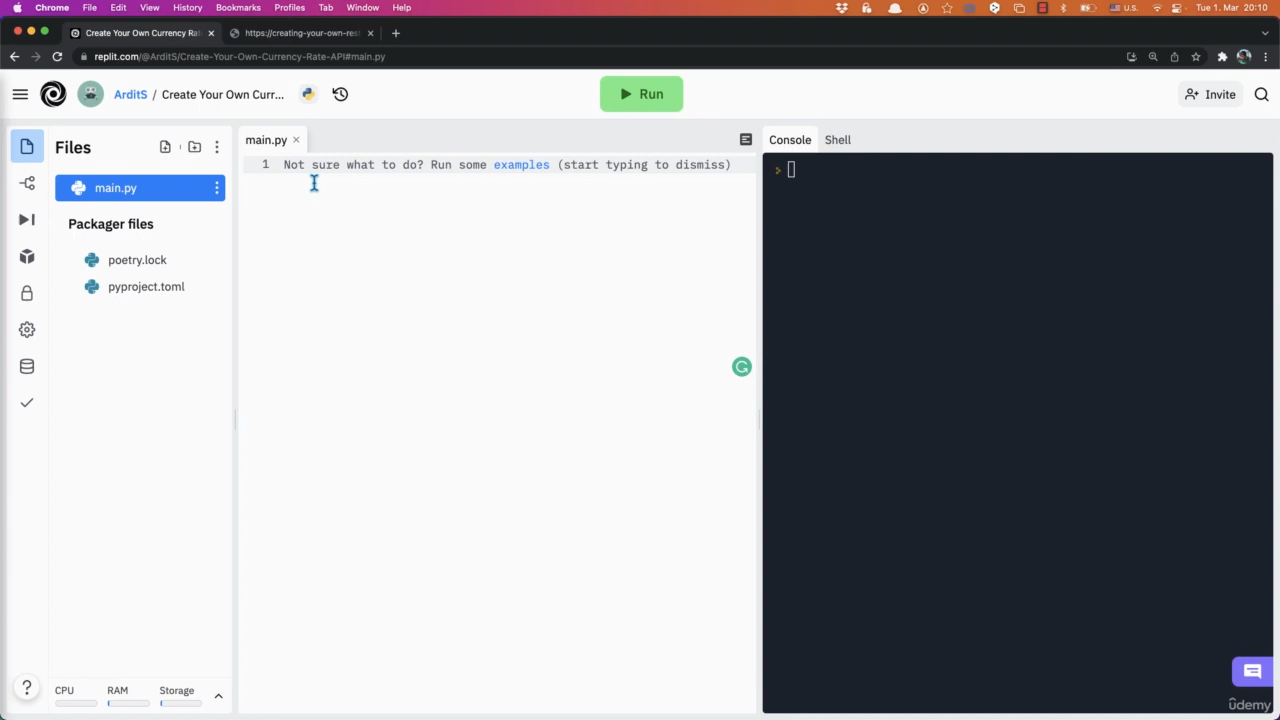 Chrome File Edit View History Bookmarks Profiles Tab Window Help U.S. Tue 1. Mar. 20:10
Create Your Own Currency Ra × https://creating-your-own-res ×
replit.com/@ArditS/Create-Your-Own-Currency-Rate-API#main.py
ArditS / Create Your Own Curr... Run Invite
Files main.py × Console Shell
1 Not sure what to do? Run some examples (start typing to dismiss)
main.py
Packager files
poetry.lock
pyproject.toml
CPU RAM Storage
ûdemy